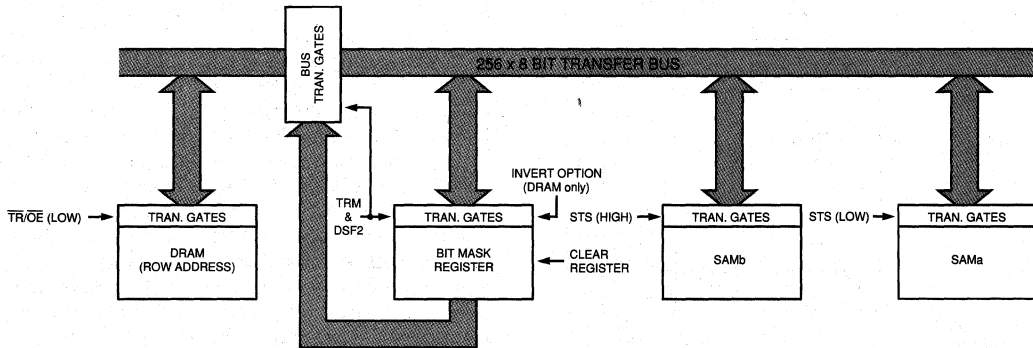 BUS
TRAN. GATES
256 x 8 BIT TRANSFER BUS
INVERT OPTION
(DRAM only)
TR/OE (LOW)
TRAN. GATES
DRAM
(ROW ADDRESS)
TRM
&
DSF2
TRAN. GATES
BIT MASK
REGISTER
CLEAR
REGISTER
STS (HIGH)
TRAN. GATES
SAMb
STS (LOW)
TRAN. GATES
SAMa